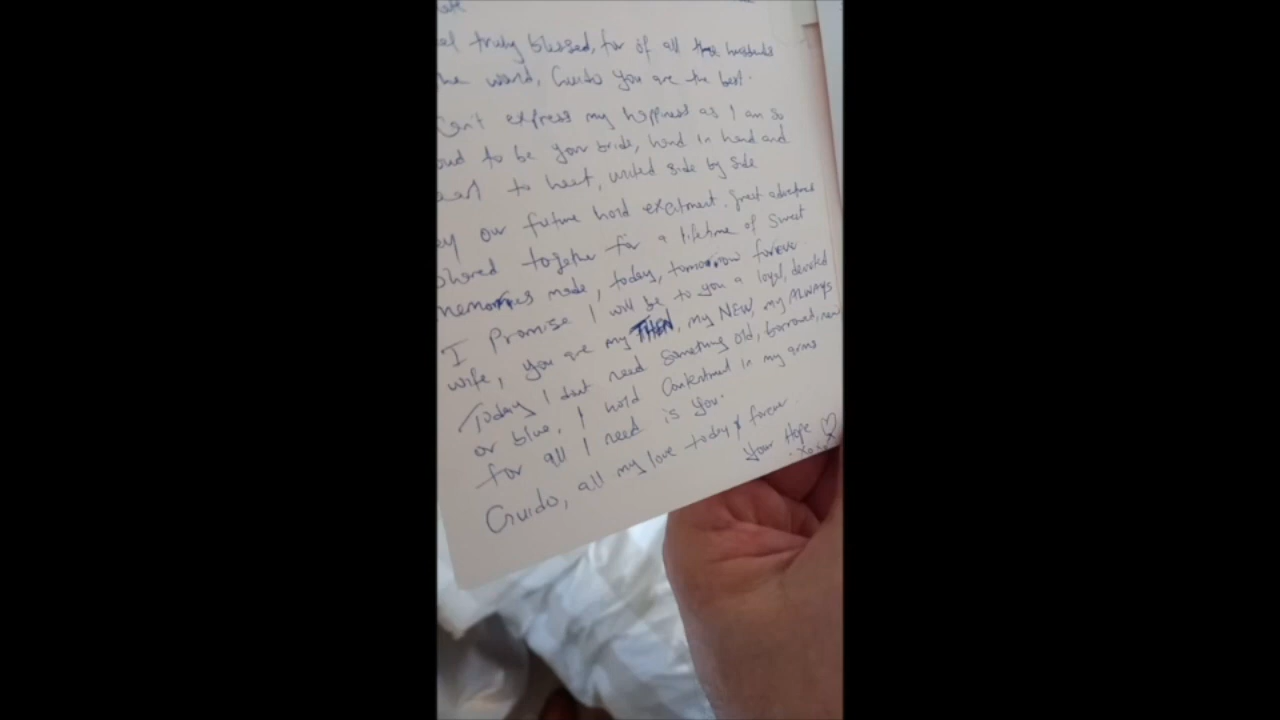 truly blessed, for of all the husbands
world, Guido you are the best.
Can't express my happiness as I am so
to be your bride, hand in hand and
to heart, united side by side
our future hold excitment, great adventures
shared together for a lifetime of sweet
memories made, today, tomorrow forever
I Promise I will be to you a loyal, devoted
wife, you are my THEN, my NEW, my ALWAYS
Today I dont need something old, borrowed, new
or blue, I hold Contentment in my arms
for all I need is you.
Guido, all my love today & forever.
Your Hope ♡